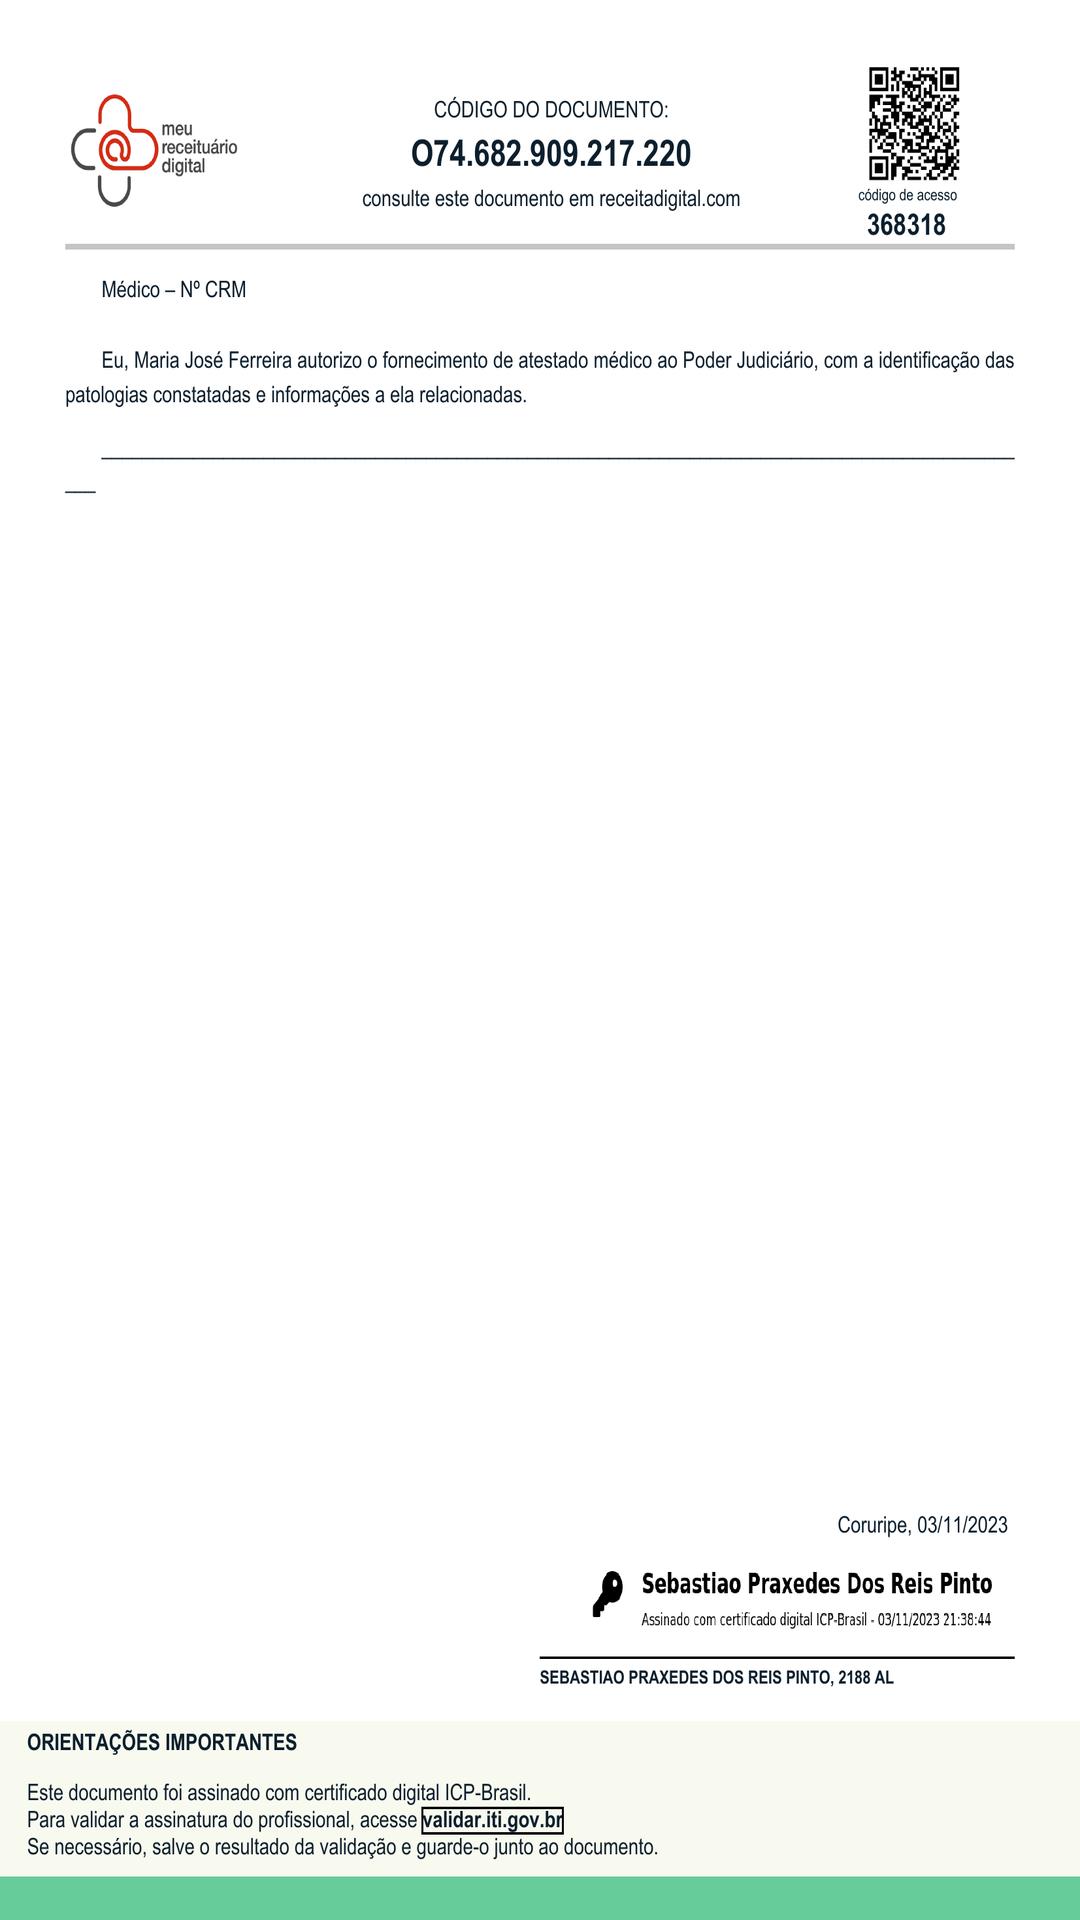 meu
receituário
digital
CÓDIGO DO DOCUMENTO:
O74.682.909.217.220
consulte este documento em receitadigital.com
código de acesso
368318
Médico – Nº CRM
Eu, Maria José Ferreira autorizo o fornecimento de atestado médico ao Poder Judiciário, com a identificação das
patologias constatadas e informações a ela relacionadas.
Coruripe, 03/11/2023
Sebastiao Praxedes Dos Reis Pinto
Assinado com certificado digital ICP-Brasil - 03/11/2023 21:38:44
SEBASTIAO PRAXEDES DOS REIS PINTO, 2188 AL
ORIENTAÇÕES IMPORTANTES
Este documento foi assinado com certificado digital ICP-Brasil.
Para validar a assinatura do profissional, acesse validar.iti.gov.br
Se necessário, salve o resultado da validação e guarde-o junto ao documento.